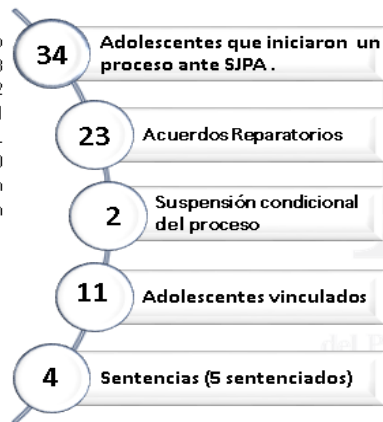 34
Adolescentes que iniciaron un
proceso ante SJPA .
23
Acuerdos Reparatorios
2
Suspensión condicional
del proceso
11
Adolescentes vinculados
del P
4
Sentencias (5 sentenciados)